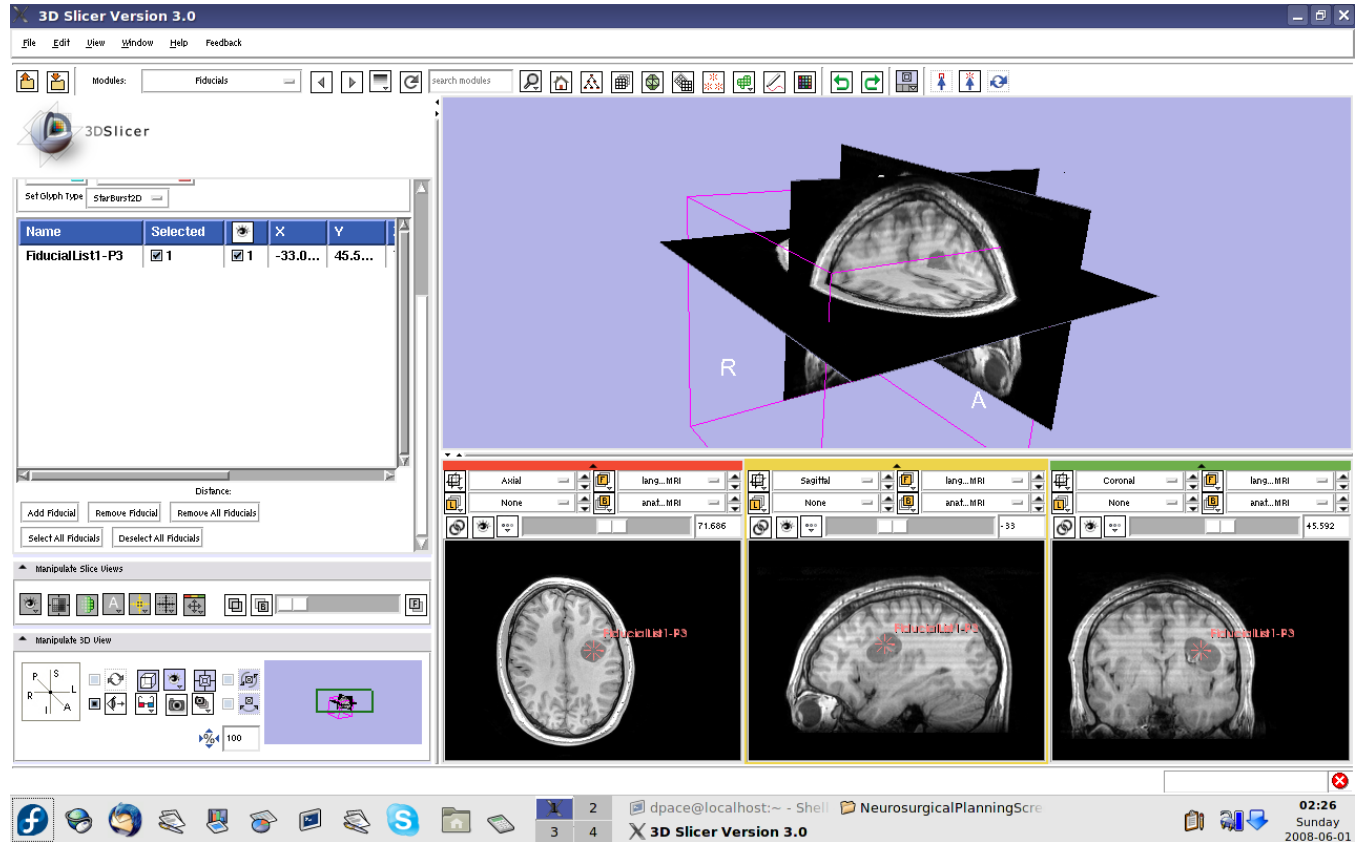 3D Slicer Version 3.0
File Edit View Window Help Feedback
Modules: Fiducials search modules
3DSlicer
Set Glyph Type StarBurst2D
Name Selected X Y
FiducialList1-P3 1 1 -33.0... 45.5...
R
A
Distance:
Add Fiducial Remove Fiducial Remove All Fiducials
Select All Fiducials Deselect All Fiducials
Manipulate Slice Views
A
F
Manipulate 3D View
P S
R L
I A
% 100
Axial F lang...MRI
L None B anat...MRI
71.686
Sagittal F lang...MRI
L None B anat...MRI
-33
Coronal F lang...MRI
L None B anat...MRI
45.592
FiducialList1-P3
FiducialList1-P3
FiducialList1-P3
1 2
3 4
dpace@localhost:~ - Shell NeurosurgicalPlanningScre
3D Slicer Version 3.0
02:26
Sunday
2008-06-01